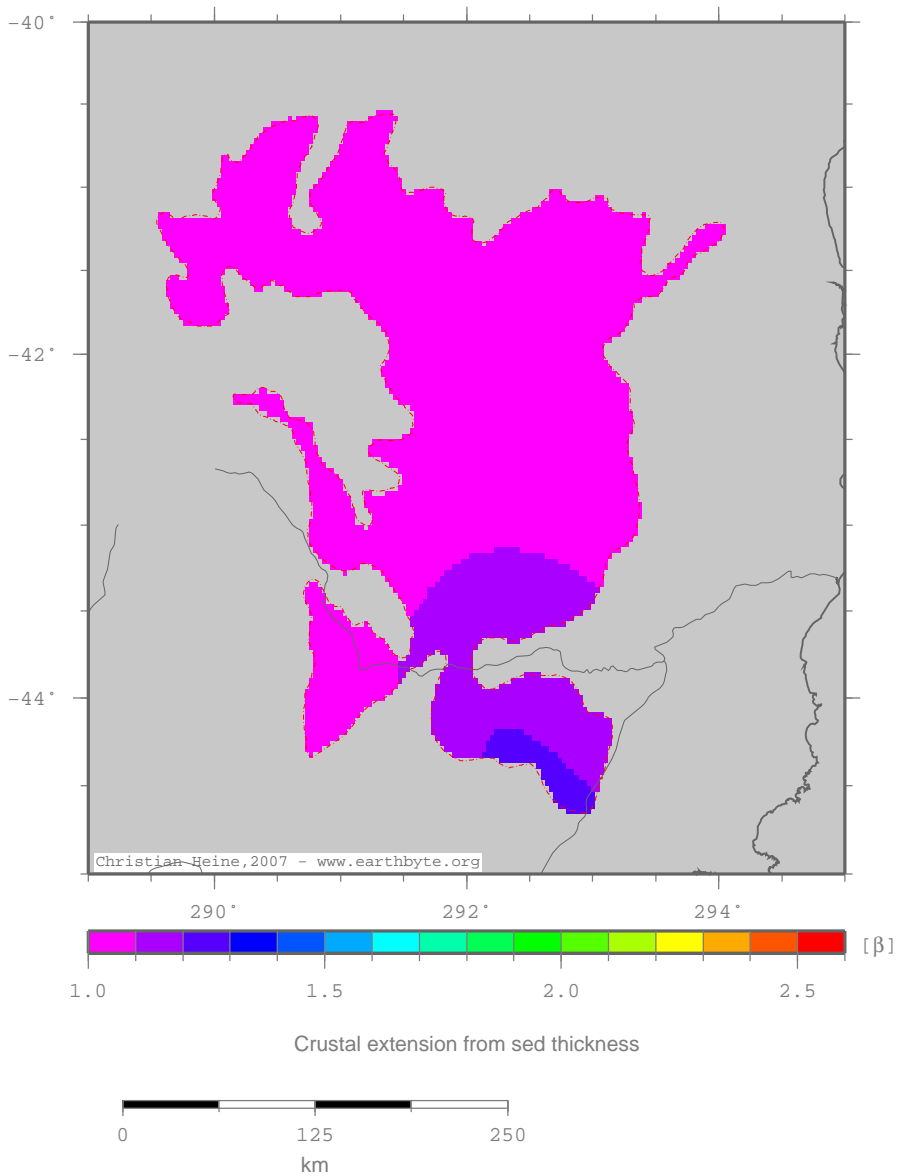 -40°
-42°
-44°
Christian Heine,2007 - www.earthbyte.org
290° 292° 294°
[β]
1.0 1.5 2.0 2.5
Crustal extension from sed thickness
0 125 250
km